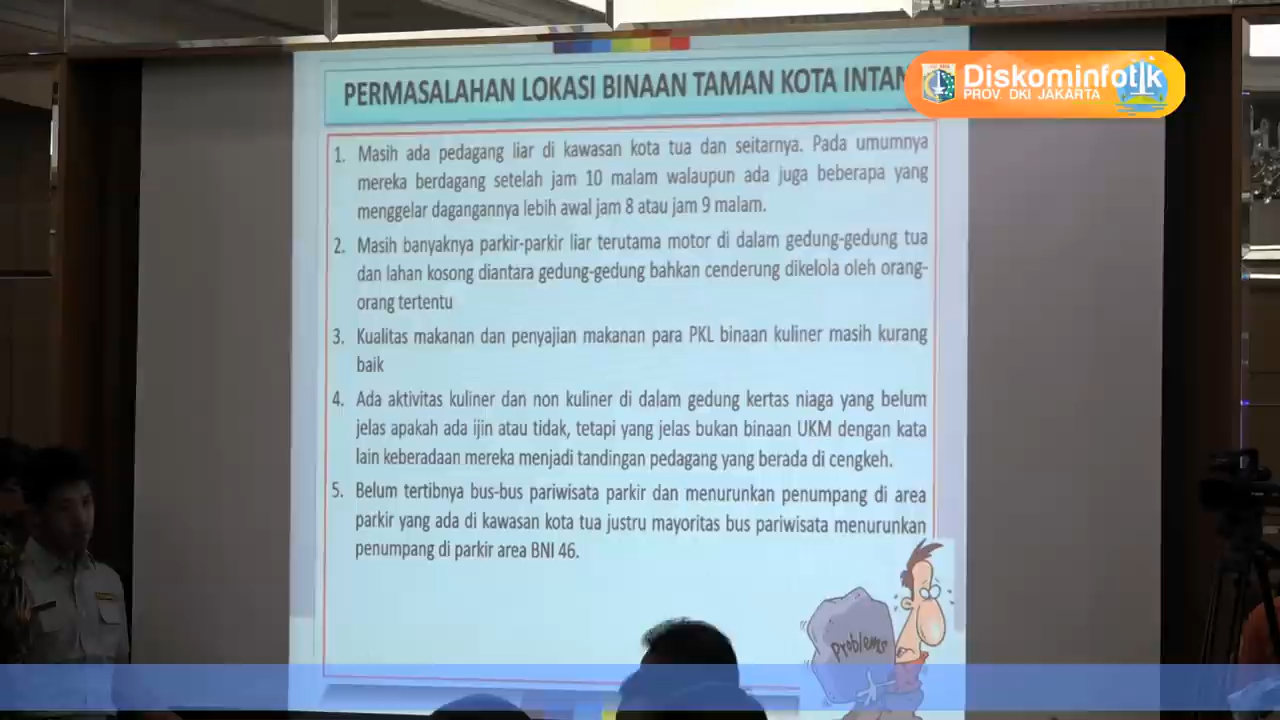 PERMASALAHAN LOKASI BINAAN TAMAN KOTA INTAN
Diskominfotik
PROV. DKI JAKARTA
1. Masih ada pedagang liar di kawasan kota tua dan seitarnya. Pada umumnya
mereka berdagang setelah jam 10 malam walaupun ada juga beberapa yang
menggelar dagangannya lebih awal jam 8 atau jam 9 malam.
2. Masih banyaknya parkir-parkir liar terutama motor di dalam gedung-gedung tua
dan lahan kosong diantara gedung-gedung bahkan cenderung dikelola oleh orang-
orang tertentu
3. Kualitas makanan dan penyajian makanan para PKL binaan kuliner masih kurang
baik
4. Ada aktivitas kuliner dan non kuliner di dalam gedung kertas niaga yang belum
jelas apakah ada ijin atau tidak, tetapi yang jelas bukan binaan UKM dengan kata
lain keberadaan mereka menjadi tandingan pedagang yang berada di cengkeh.
5. Belum tertibnya bus-bus pariwisata parkir dan menurunkan penumpang di area
parkir yang ada di kawasan kota tua justru mayoritas bus pariwisata menurunkan
penumpang di parkir area BNI 46.
Problems